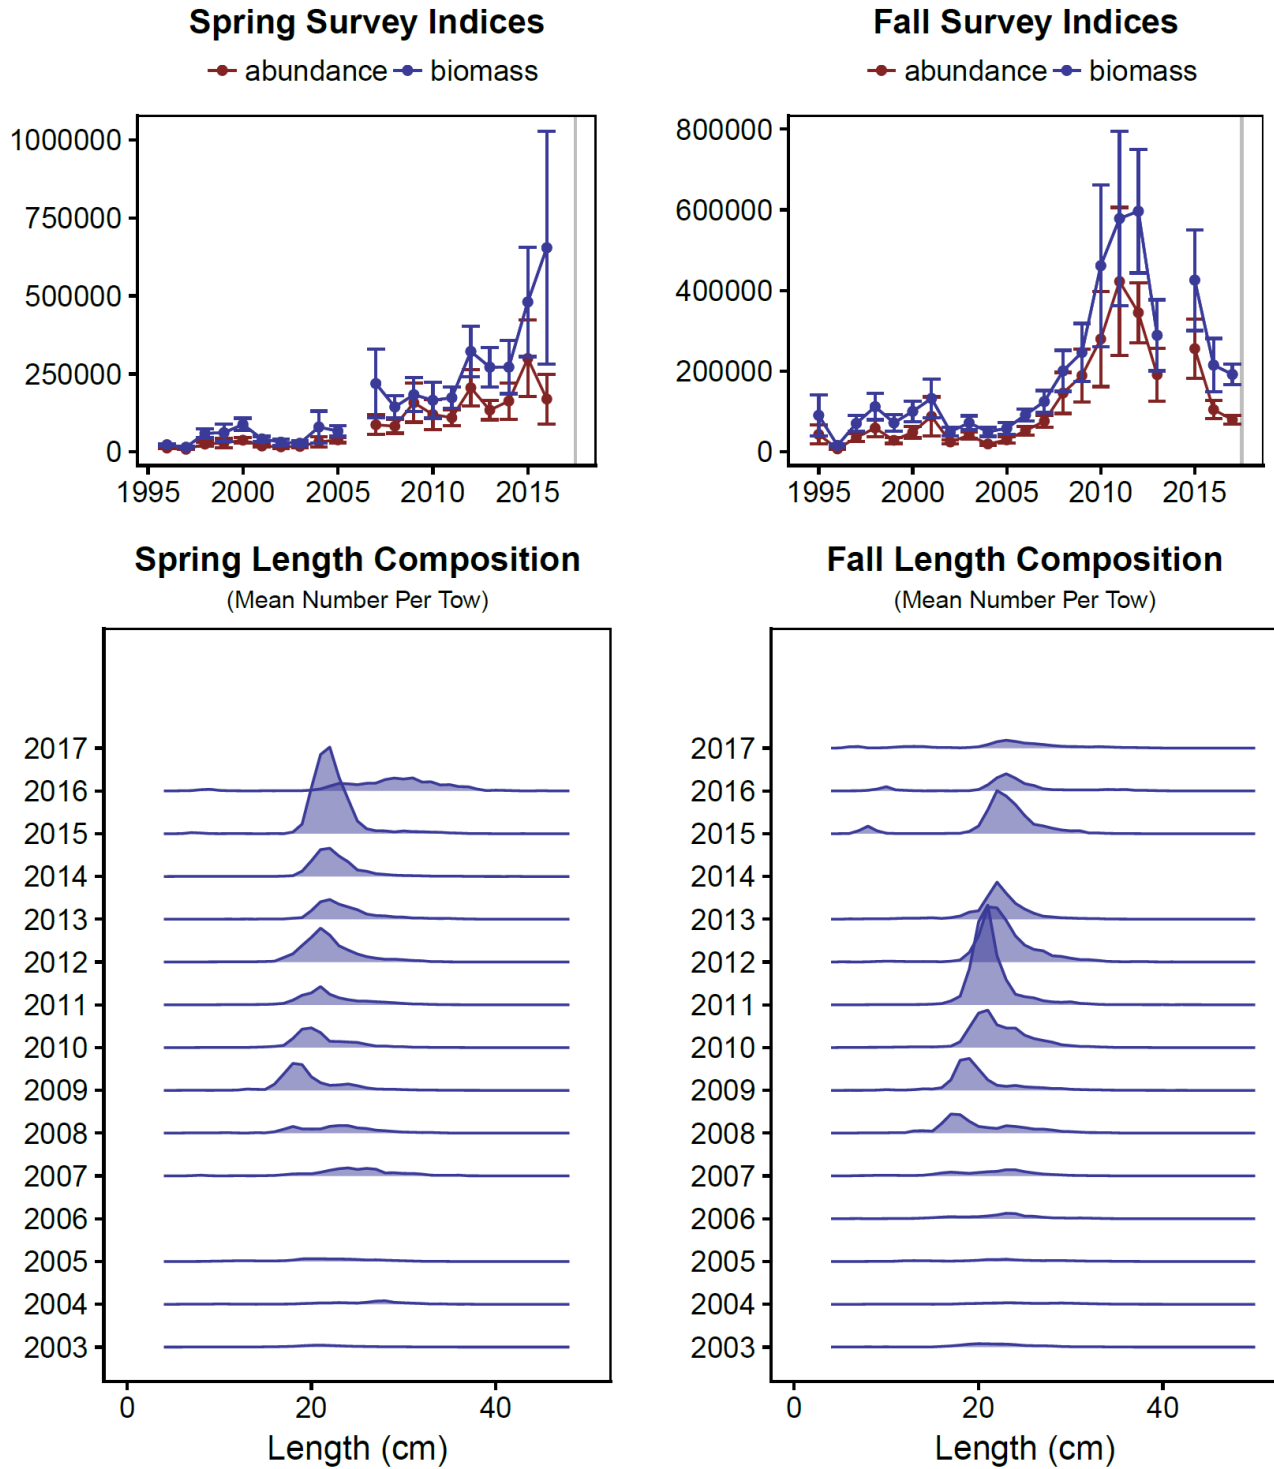 Spring Survey Indices
abundance biomass
1000000
750000
500000
250000
0
1995 2000 2005 2010 2015
Fall Survey Indices
abundance biomass
800000
600000
400000
200000
0
1995 2000 2005 2010 2015
Spring Length Composition
(Mean Number Per Tow)
2017
2016
2015
2014
2013
2012
2011
2010
2009
2008
2007
2006
2005
2004
2003
0 20 40
Length (cm)
Fall Length Composition
(Mean Number Per Tow)
2017
2016
2015
2014
2013
2012
2011
2010
2009
2008
2007
2006
2005
2004
2003
0 20 40
Length (cm)